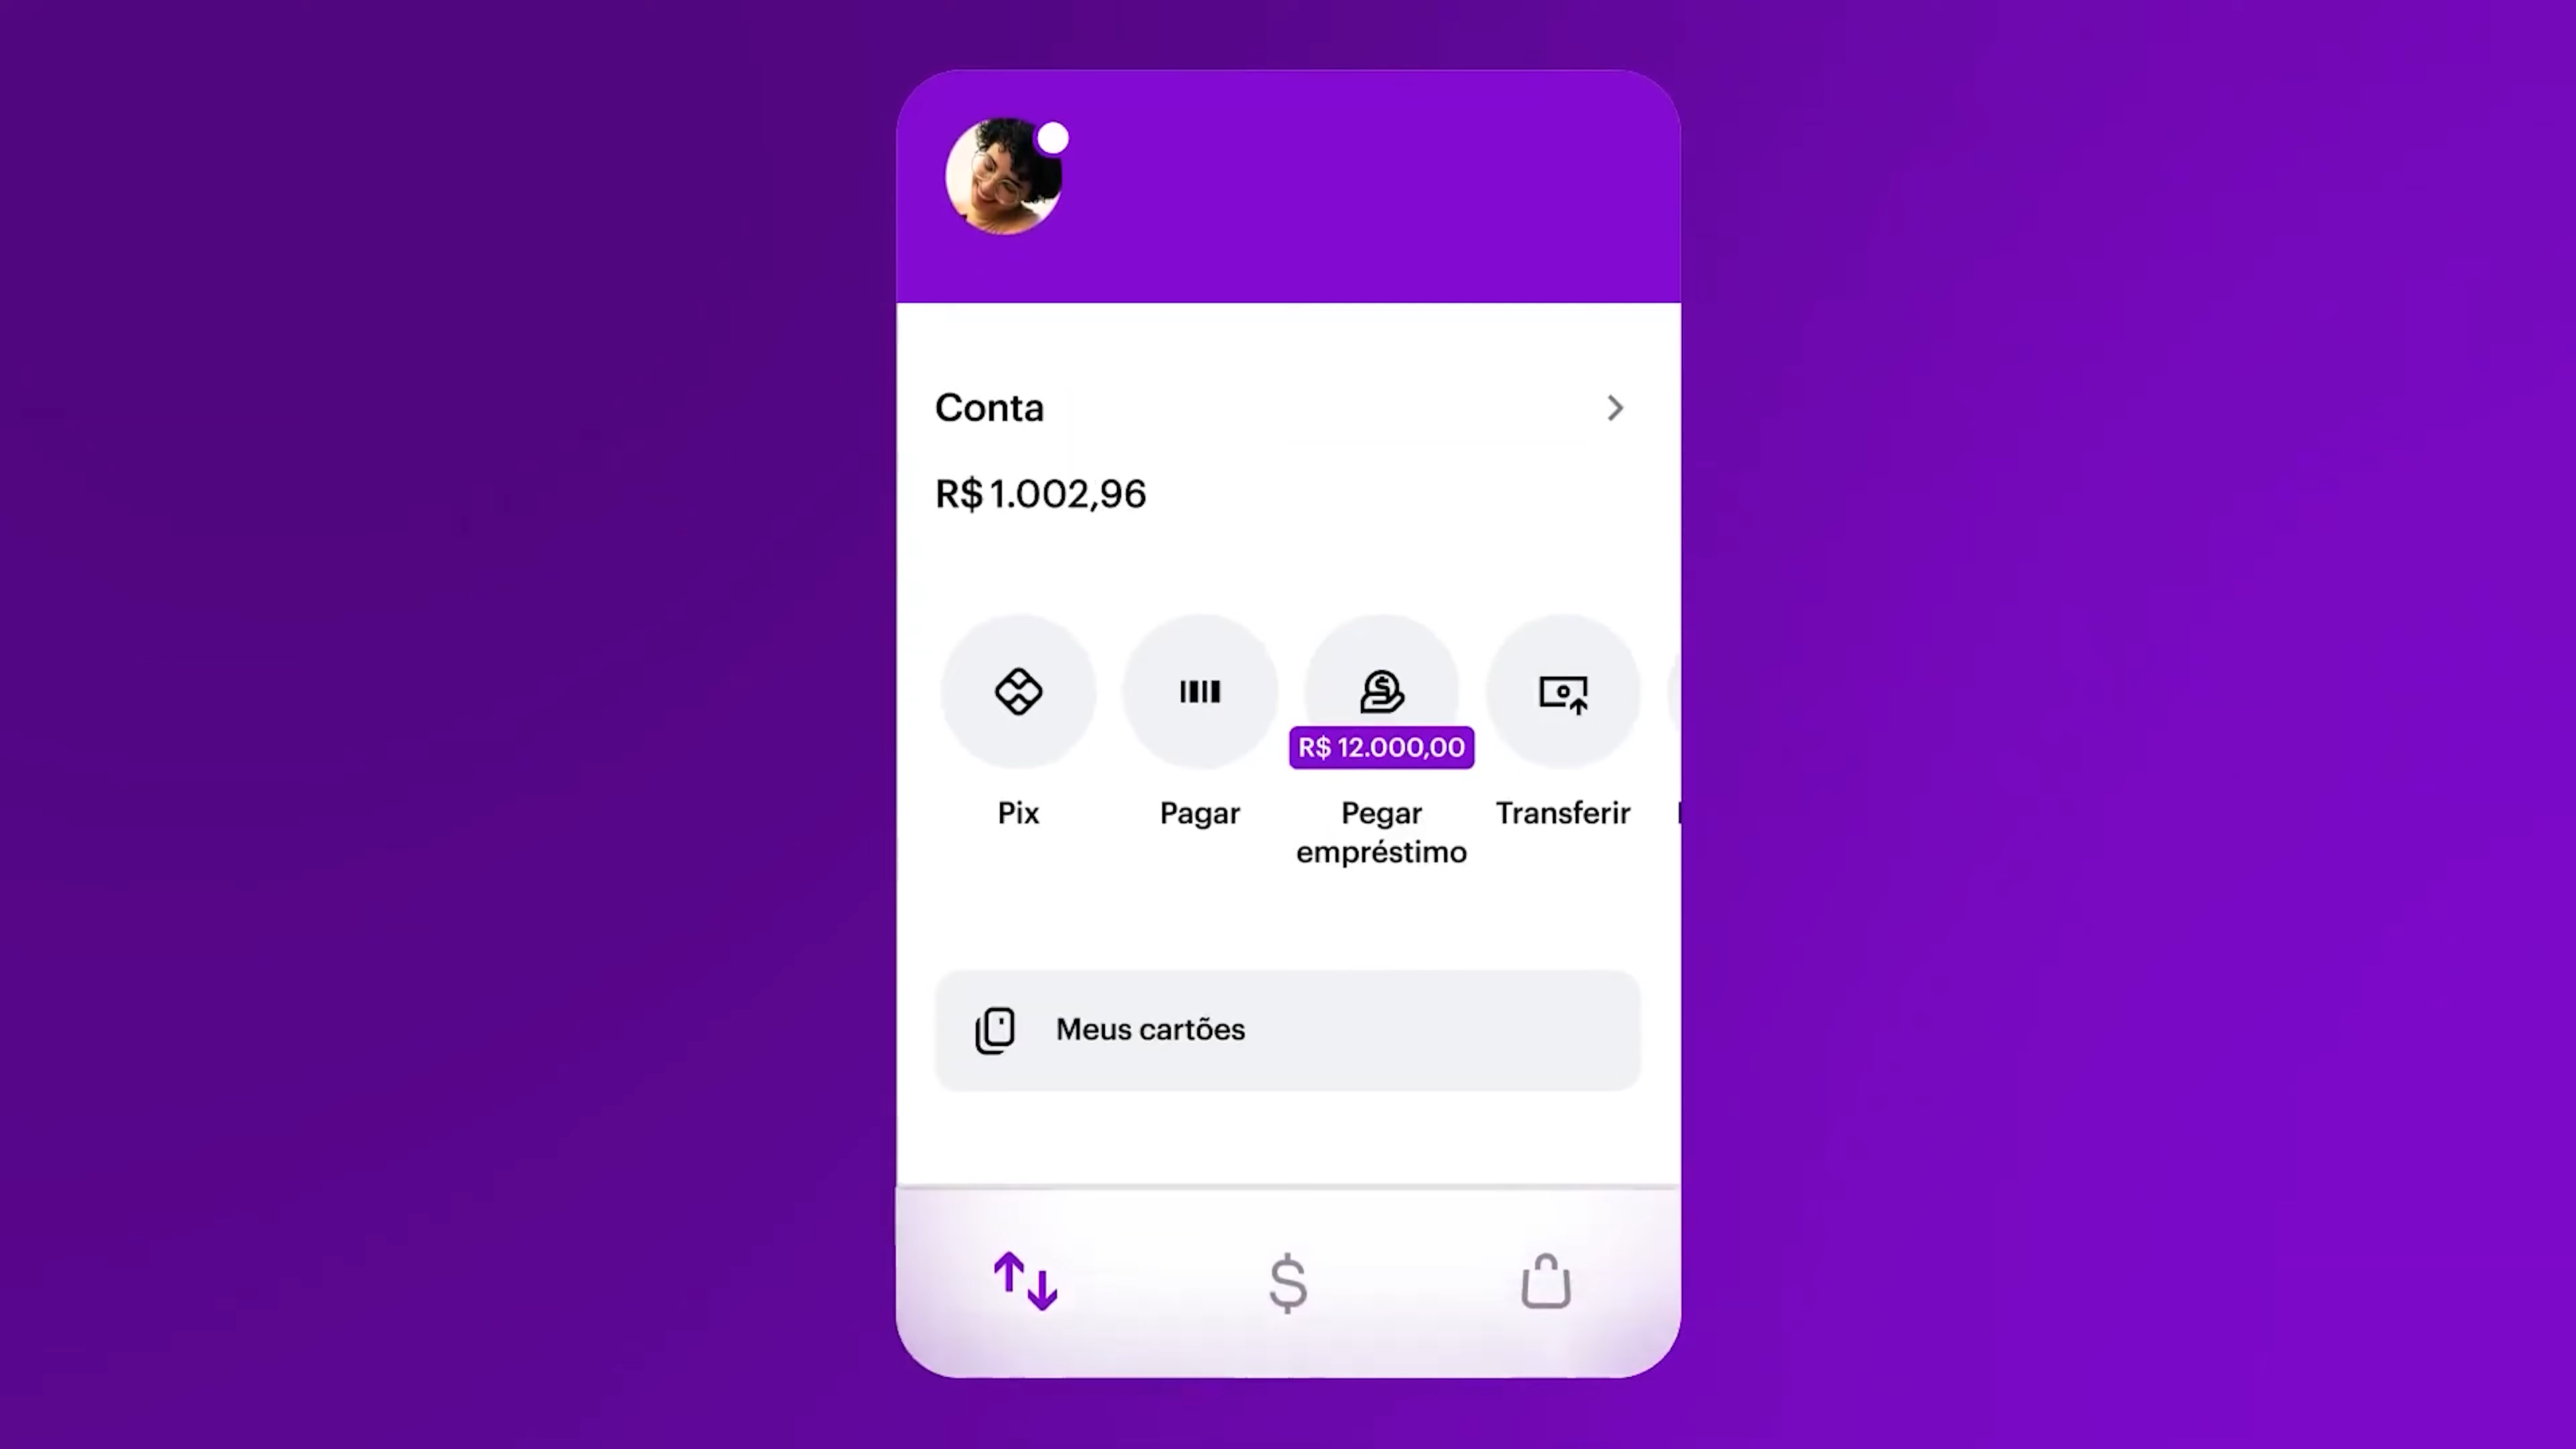 Conta
R$ 1.002,96
R$ 12.000,00
Pix
Pagar
Pegar
empréstimo
Transferir
Meus cartões